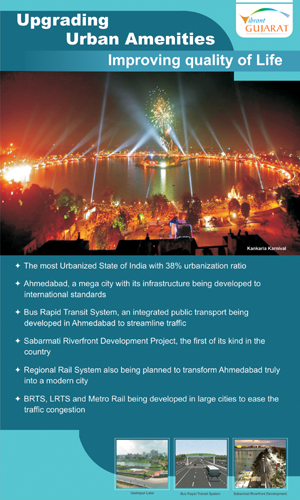 Upgrading
Urban Amenities
Vibrant
GUJARAT
Improving quality of Life
Kankaria Karnival
+ The most Urbanized State of India with 38% urbanization ratio
+ Ahmedabad, a mega city with its infrastructure being developed to
international standards
+ Bus Rapid Transit System, an integrated public transport being
developed in Ahmedabad to streamline traffic
+ Sabarmati Riverfront Development Project, the first of its kind in the
country
+ Regional Rail System also being planned to transform Ahmedabad truly
into a modern city
+ BRTS, LRTS and Metro Rail being developed in large cities to ease the
traffic congestion
Lake
Bus Rapid Transit System
Sabarmati Riverfront Development